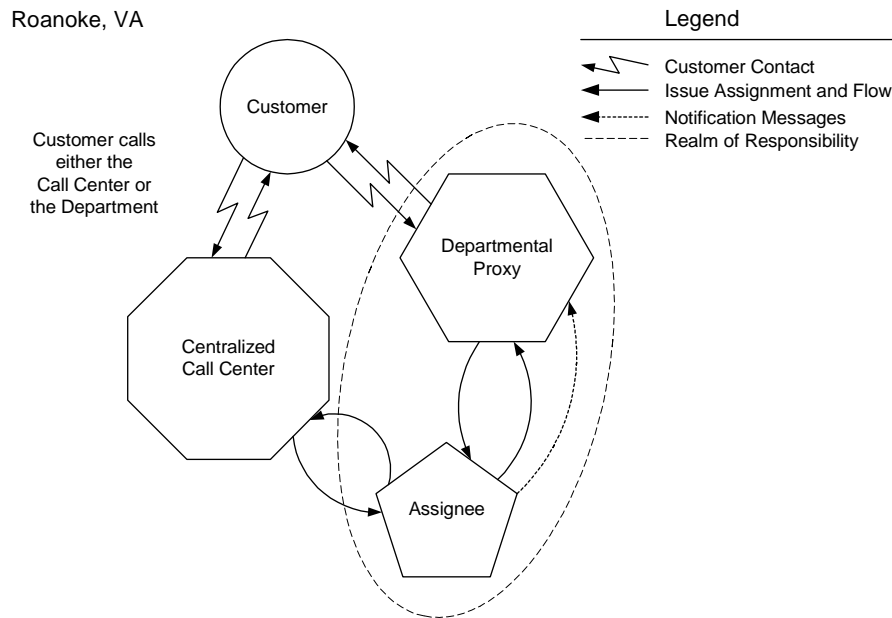 Roanoke, VA
Legend
Customer Contact
Issue Assignment and Flow
Notification Messages
Realm of Responsibility
Customer
Customer calls
either the
Call Center or
the Department
Departmental
Proxy
Centralized
Call Center
Assignee